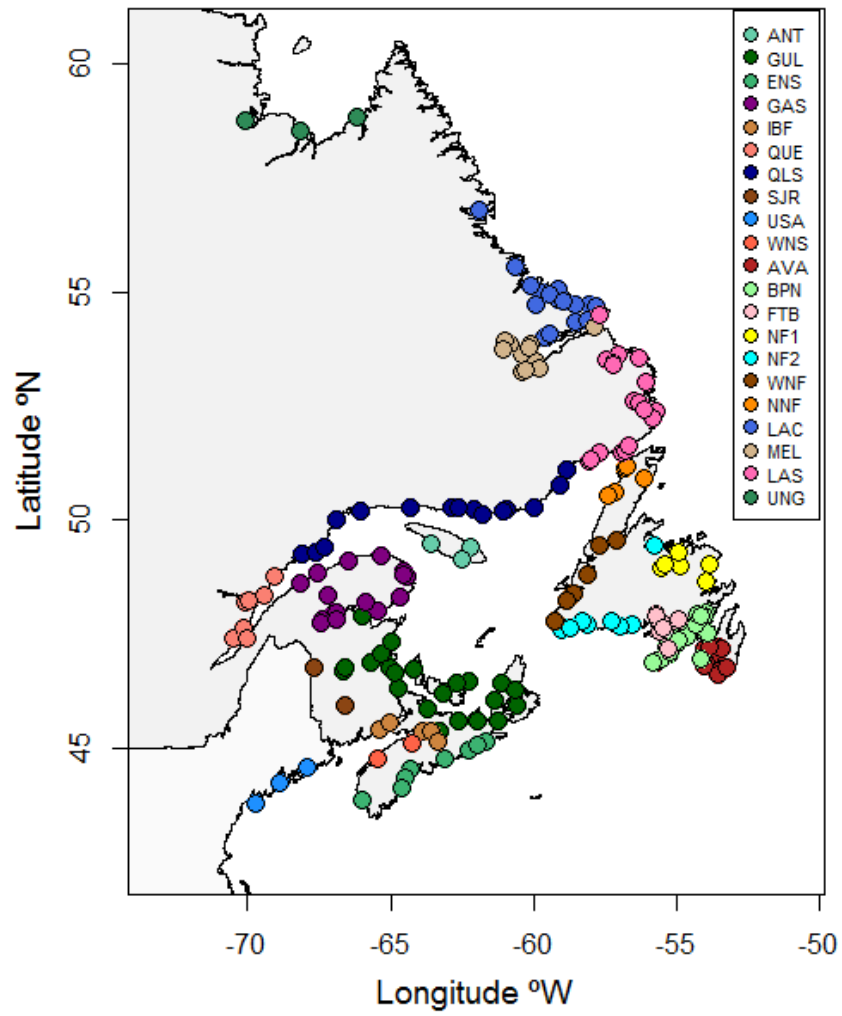 60
55
50
45
Latitude ºN
-70
-65
-60
-55
-50
Longitude ºW
ANT
GUL
ENS
GAS
IBF
QUE
QLS
SJR
USA
WNS
AVA
BPN
FTB
NF1
NF2
WNF
NNF
LAC
MEL
LAS
UNG